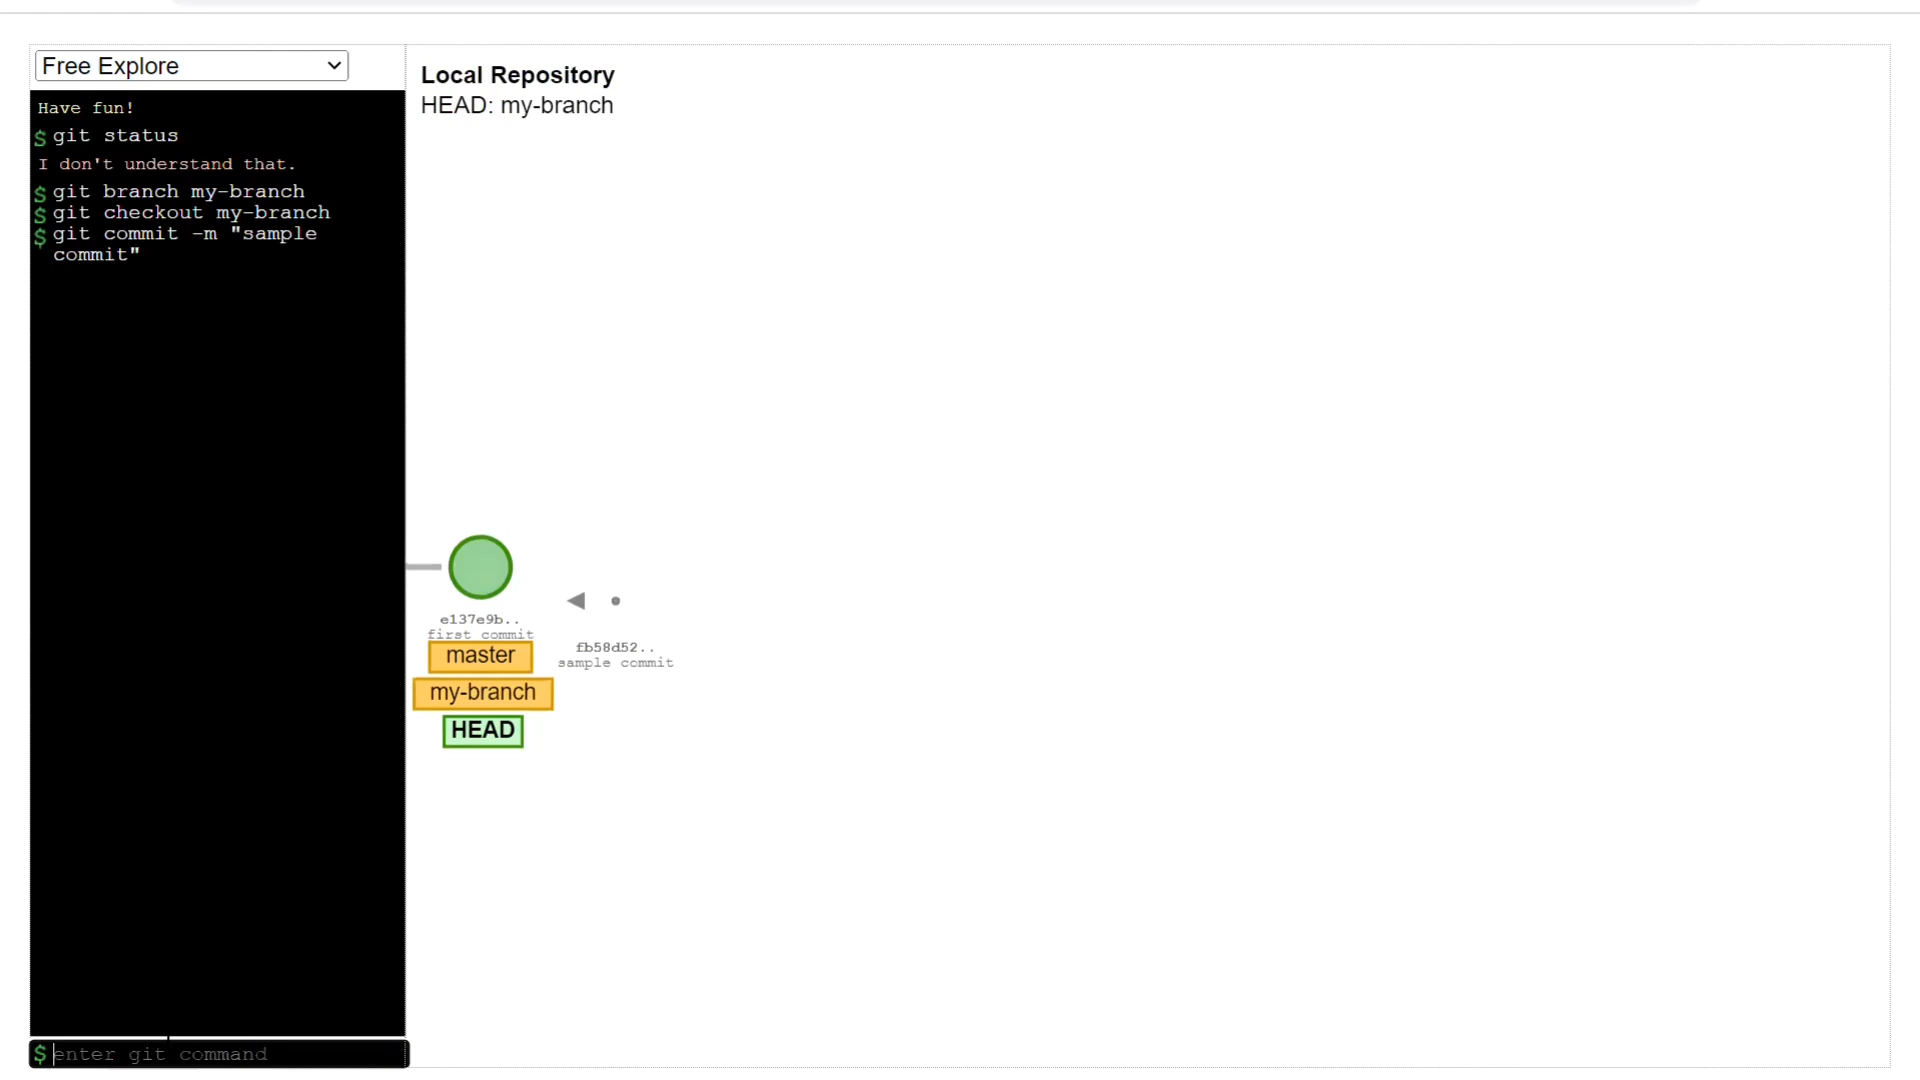 Free Explore
Have fun!
$ git status
I don't understand that.
$ git branch my-branch
$ git checkout my-branch
$ git commit -m "sample
commit"
$ enter git command
Local Repository
HEAD: my-branch
e137e9b..
first commit
master
my-branch
HEAD
fb58d52..
sample commit